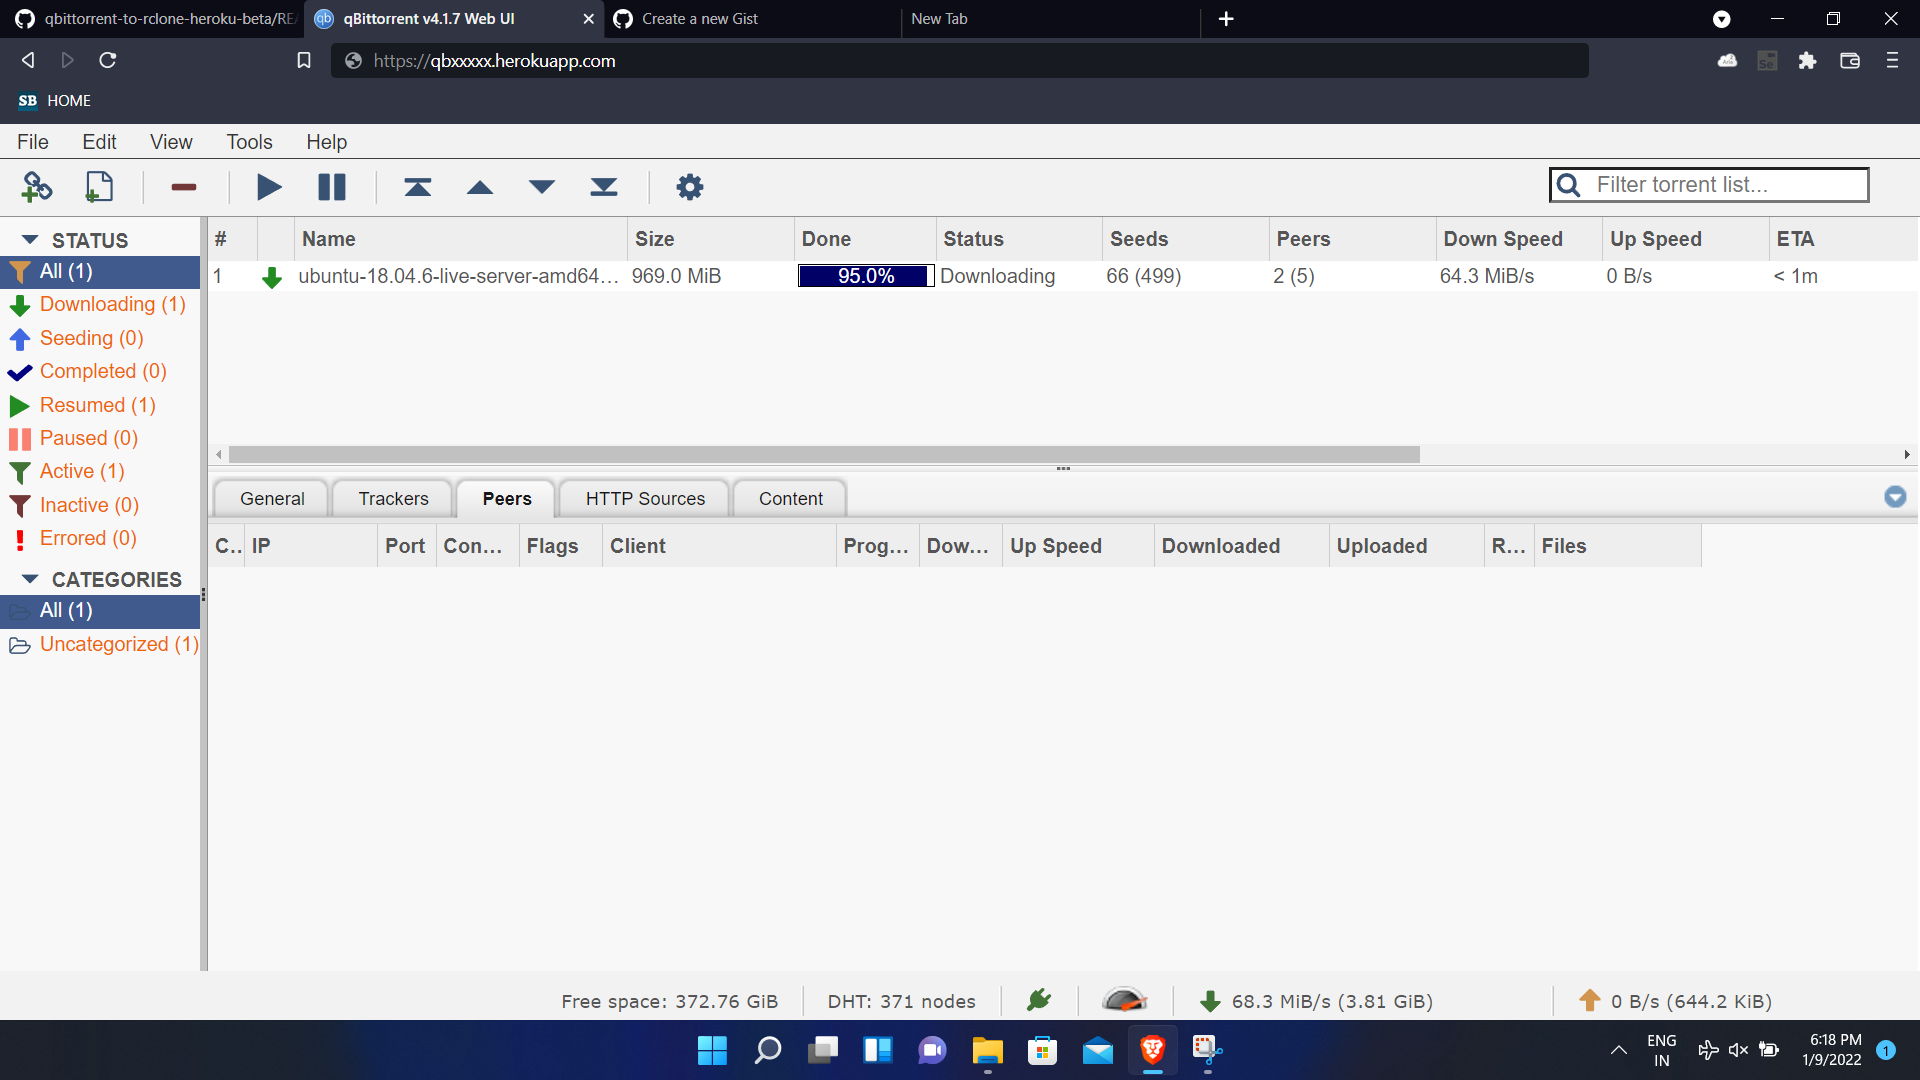 qbittorrent-to-rclone-heroku-beta/RE
qBittorrent v4.1.7 Web UI
Create a new Gist
New Tab
https://qbxxxxx.herokuapp.com
SB HOME
File Edit View Tools Help
Filter torrent list...
STATUS
All (1)
Downloading (1)
Seeding (0)
Completed (0)
Resumed (1)
Paused (0)
Active (1)
Inactive (0)
Errored (0)
CATEGORIES
All (1)
Uncategorized (1)
# Name Size Done Status Seeds Peers Down Speed Up Speed ETA
1 ubuntu-18.04.6-live-server-amd64... 969.0 MiB 95.0% Downloading 66 (499) 2 (5) 64.3 MiB/s 0 B/s < 1m
General Trackers Peers HTTP Sources Content
C.. IP Port Con... Flags Client Prog... Dow... Up Speed Downloaded Uploaded R... Files
Free space: 372.76 GiB DHT: 371 nodes 68.3 MiB/s (3.81 GiB) 0 B/s (644.2 KiB)
ENG
IN
6:18 PM
1/9/2022
1